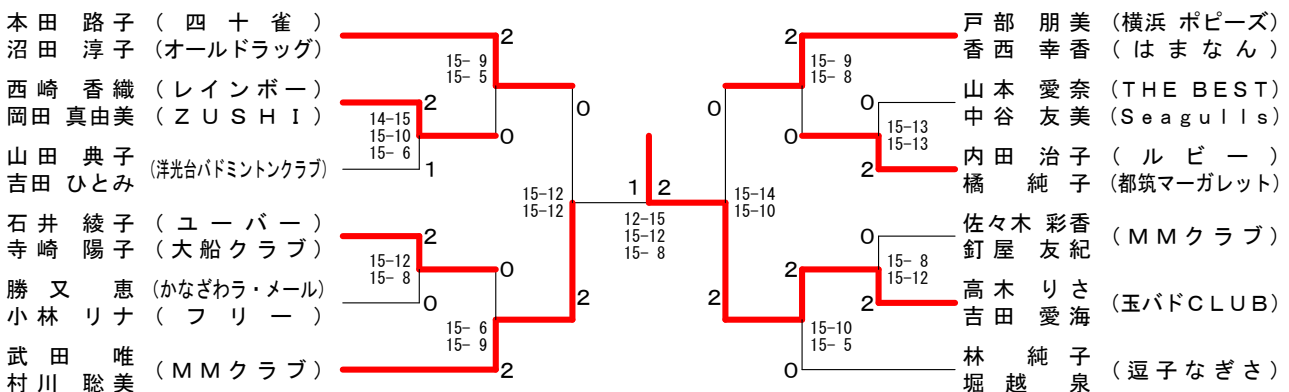 本田 路子 (四十雀)
沼田 淳子 (オールドラッグ)
西崎 香織 (レインボー)
岡田 真由美 (ZUSHI)
山田 典子
吉田 ひとみ
(洋光台バドミントンクラブ)
石井 綾子 (ユーバー)
寺崎 陽子 (大船クラブ)
勝又 恵 (かなざわラ・メール)
小林 リナ (フリー)
武田 唯
村川 聡美
(MMクラブ)
2
15- 9
15- 5
0
2
14-15
15-10
15- 6
1
0
2
15-12
15- 8
0
0
15- 6
15- 9
2
15-12
15-12
2
1 2
12-15
15-12
15- 8
0
15-14
15-10
2
2
15- 9
15- 8
0
0
15-13
15-13
2
0
15- 8
15-12
2
2
15-10
15- 5
0
戸部 朋美 (横浜 ポピーズ)
香西 幸香 (はまなん)
山本 愛奈 (THE BEST)
中谷 友美 (Seagulls)
内田 治子 (ルビー)
橘 純子 (都筑マーガレット)
佐々木 彩香
釘屋 友紀
(MMクラブ)
高木 りさ
吉田 愛海
(玉バドCLUB)
林 純子
堀越 泉
(逗子なぎさ)